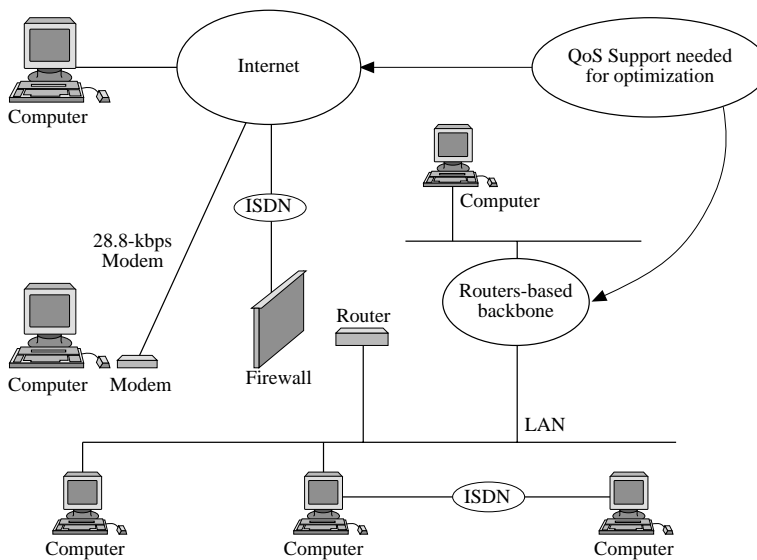 Internet
QoS Support needed
for optimization
Computer
ISDN
Computer
28.8-kbps
Modem
Routers-based
backbone
Router
Computer
Modem
Firewall
LAN
ISDN
Computer
Computer
Computer